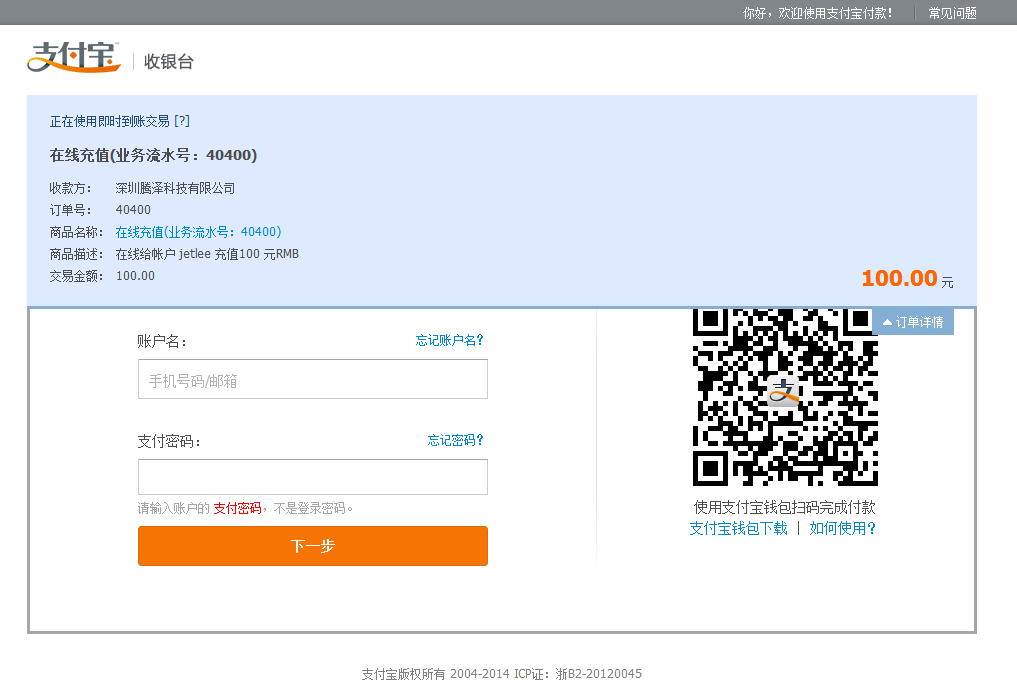 你好，欢迎使用支付宝付款！ 常见问题
支付宝 收银台
正在使用即时到账交易 [?]
在线充值(业务流水号：40400)
收款方： 深圳腾泽科技有限公司
订单号： 40400
商品名称： 在线充值(业务流水号：40400)
商品描述： 在线给帐户 jetlee 充值100 元RMB
交易金额： 100.00
100.00 元
订单详情
账户名： 忘记账户名?
手机号码/邮箱
支付密码： 忘记密码?
请输入账户的 支付密码，不是登录密码。
下一步
使用支付宝钱包扫码完成付款
支付宝钱包下载 | 如何使用?
支付宝版权所有 2004-2014 ICP证：浙B2-20120045